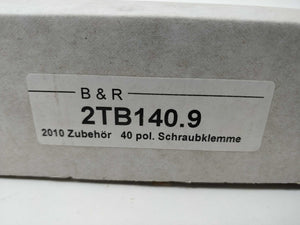 B & R
2TB140.9
2010 Zubehör 40 pol. Schraubklemme